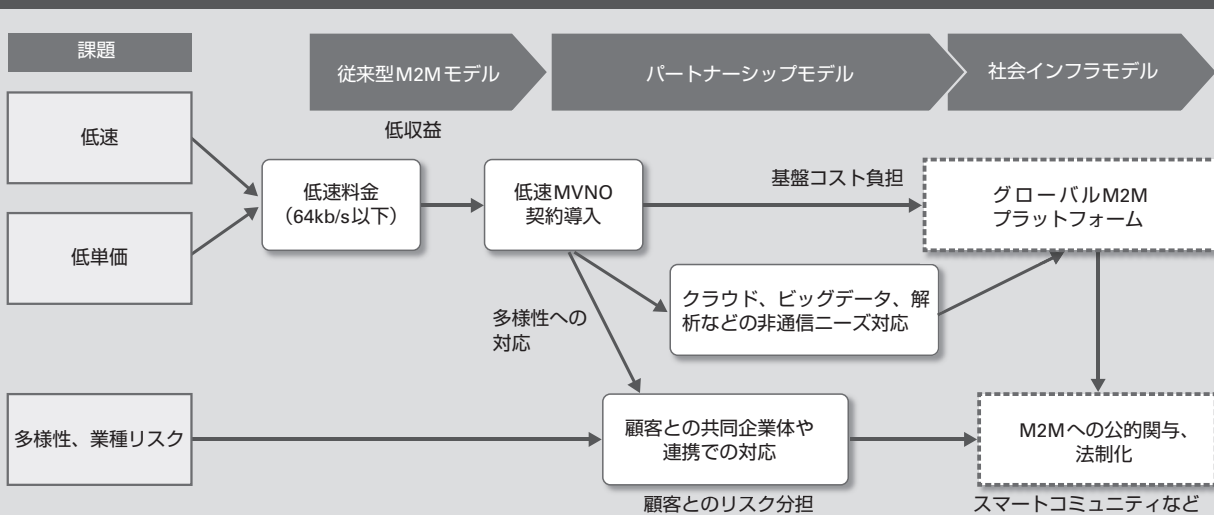 課題
従来型M2Mモデル
パートナーシップモデル
社会インフラモデル
低収益
低速
低速料金
（64kb/s以下）
低速MVNO
契約導入
基盤コスト負担
グローバルM2M
プラットフォーム
低単価
多様性への
対応
クラウド、ビッグデータ、解
析などの非通信ニーズ対応
多様性、業種リスク
顧客との共同企業体や
連携での対応
M2Mへの公的関与、
法制化
顧客とのリスク分担
スマートコミュニティなど